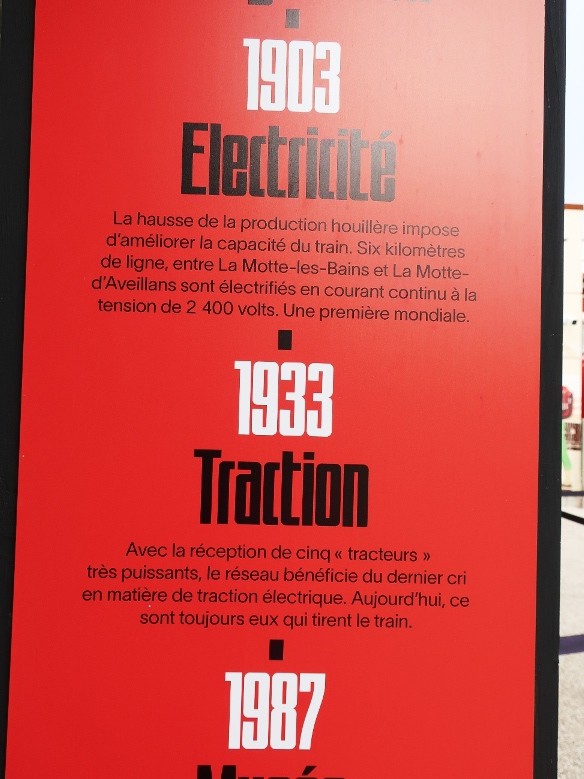 1903
Electricité
La hausse de la production houillère impose
d'améliorer la capacité du train. Six kilomètres
de ligne, entre La Motte-les-Bains et La Motte-
d'Aveillans sont électrifiés en courant continu à la
tension de 2 400 volts. Une première mondiale.
1933
Traction
Avec la réception de cinq « tracteurs »
très puissants, le réseau bénéficie du dernier cri
en matière de traction électrique. Aujourd'hui, ce
sont toujours eux qui tirent le train.
1987